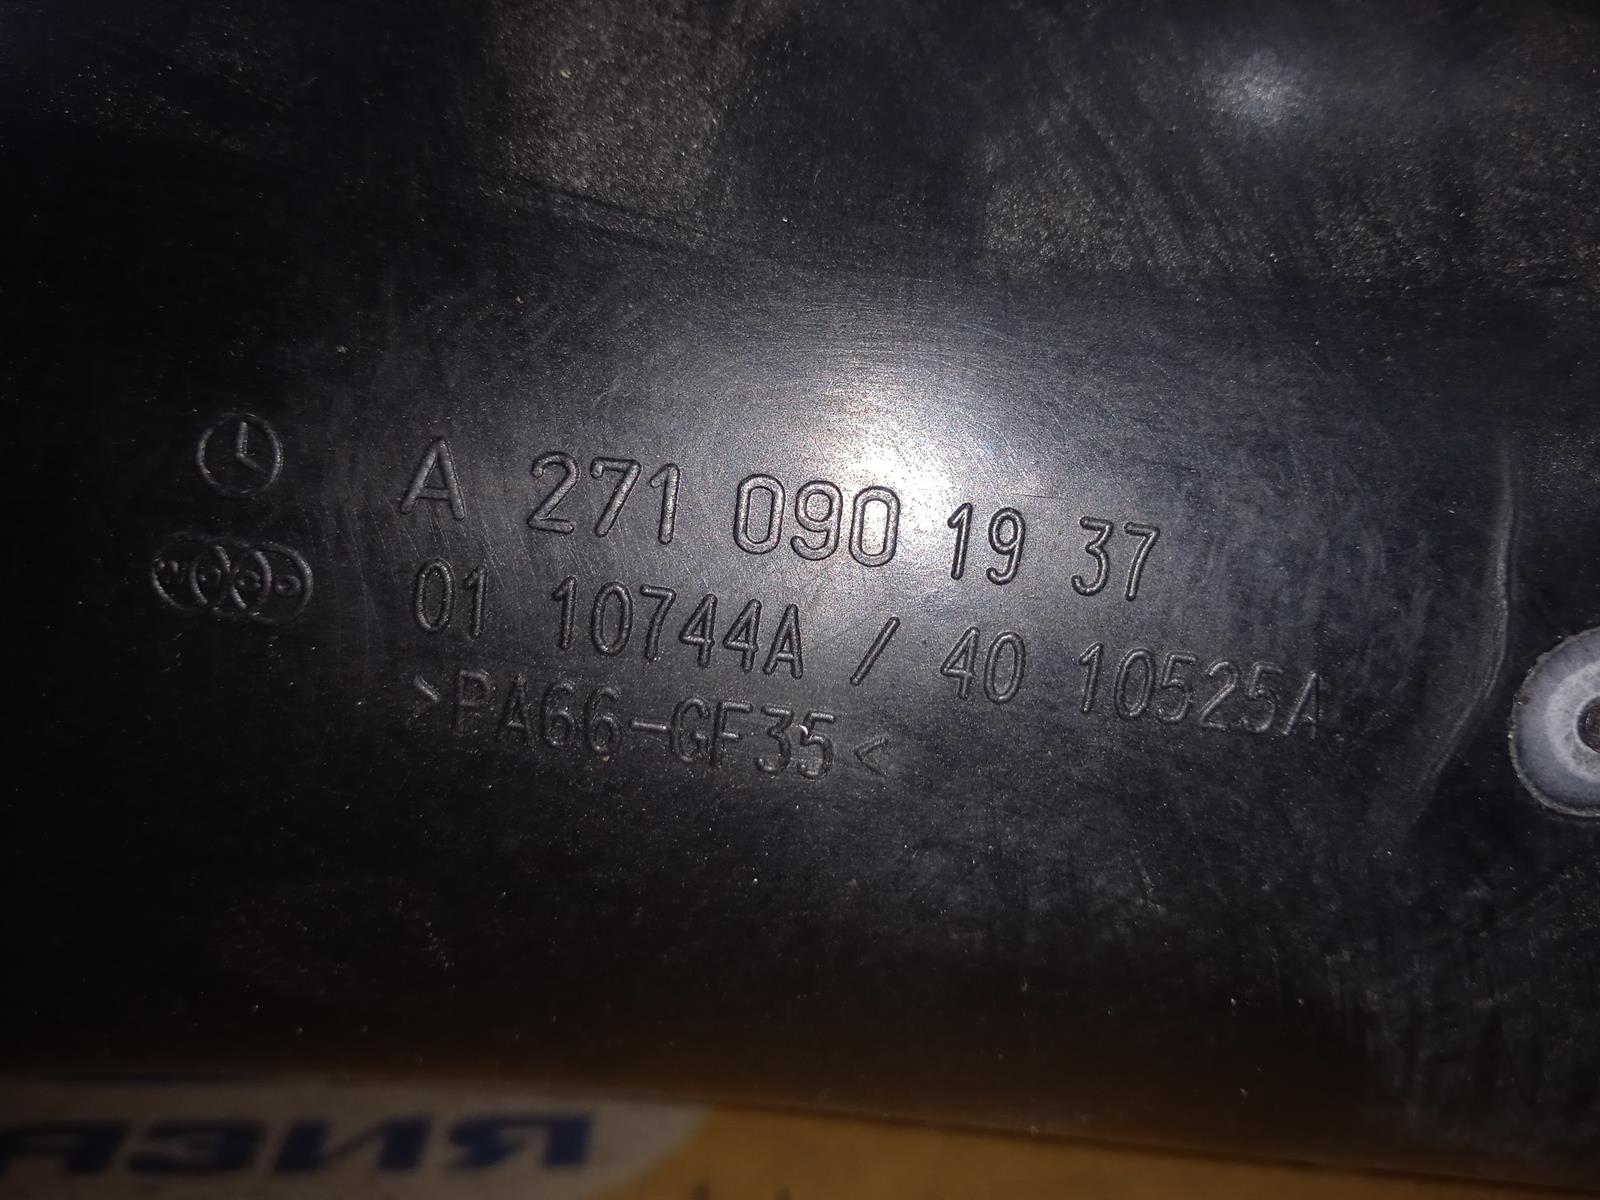 A 271 090 19 37
01 10744A / 40 10525A
>PA66-GF35<